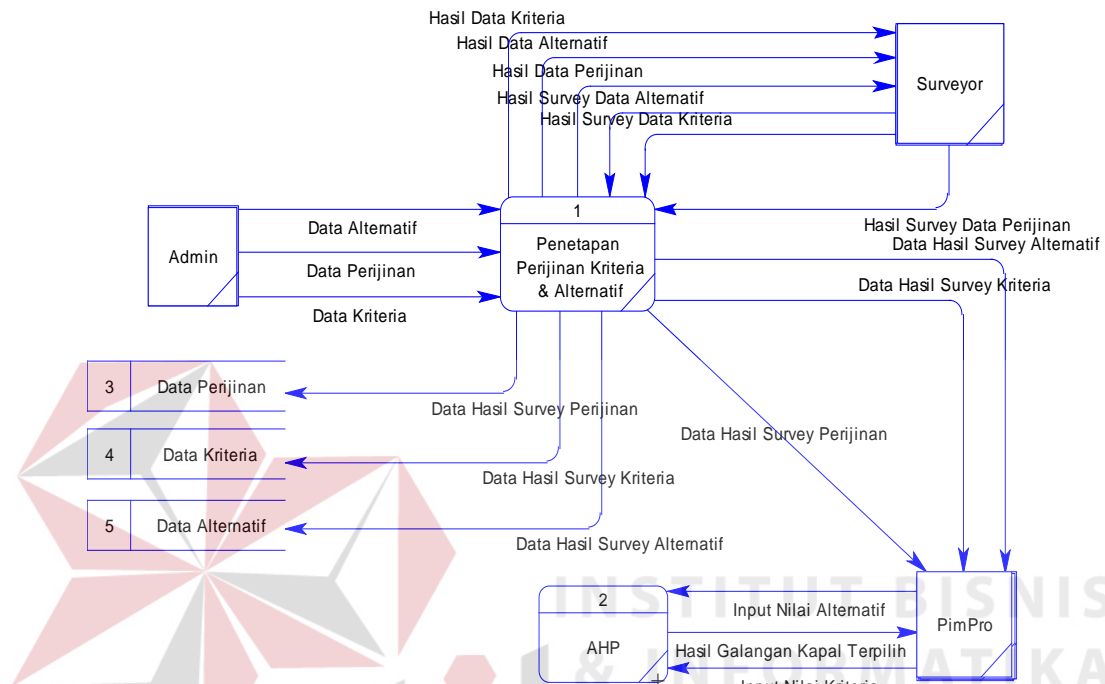 Hasil Data Kriteria
Hasil Data Alternatif
Hasil Data Perijinan
Hasil Survey Data Alternatif
Hasil Survey Data Kriteria
Surveyor
Admin
Data Alternatif
Data Perijinan
Data Kriteria
1
Penetapan
Perijinan Kriteria
& Alternatif
Hasil Survey Data Perijinan
Data Hasil Survey Alternatif
Data Hasil Survey Kriteria
3 Data Perijinan
Data Hasil Survey Perijinan
Data Hasil Survey Perijinan
4 Data Kriteria
Data Hasil Survey Kriteria
5 Data Alternatif
Data Hasil Survey Alternatif
INSTITUT BISNIS
& INFORMATIKA
2
AHP
Input Nilai Alternatif
Hasil Galangan Kapal Terpilih
Input Nilai Kriteria
PimPro